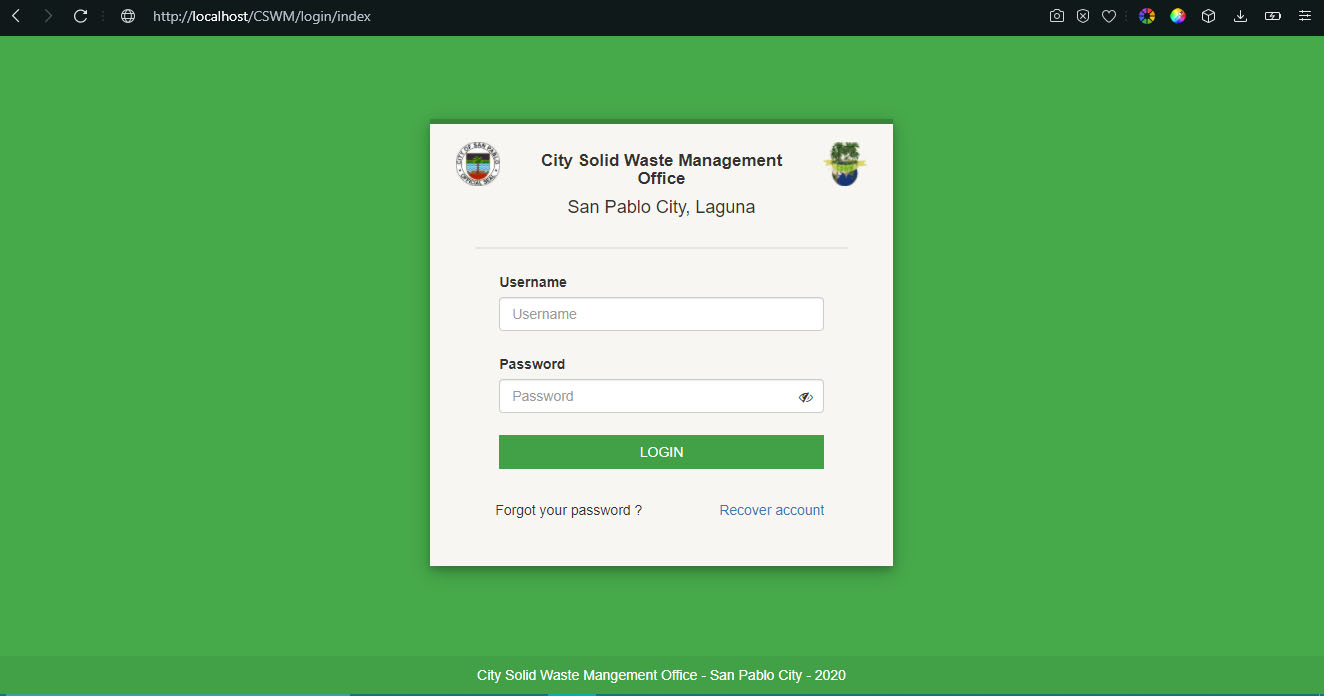 http://localhost/CSWM/login/index
CITY OF SAN PABLO
OFFICIAL SEAL
City Solid Waste Management
Office
San Pablo City, Laguna
Username
Username
Password
Password
LOGIN
Forgot your password ? Recover account
City Solid Waste Mangement Office - San Pablo City - 2020